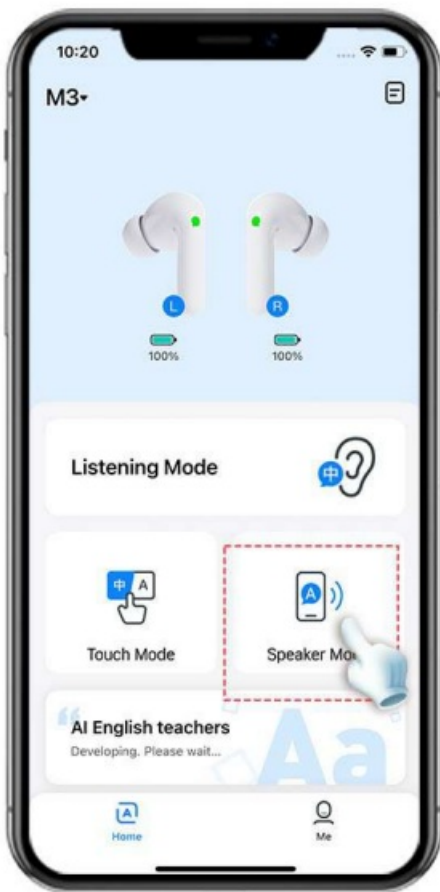 10:20
M3
L
R
100%
100%
Listening Mode
中
中 A
A
Touch Mode
Speaker Mo
“
AI English teachers
Developing. Please wait...
Aa
A
Home
Me